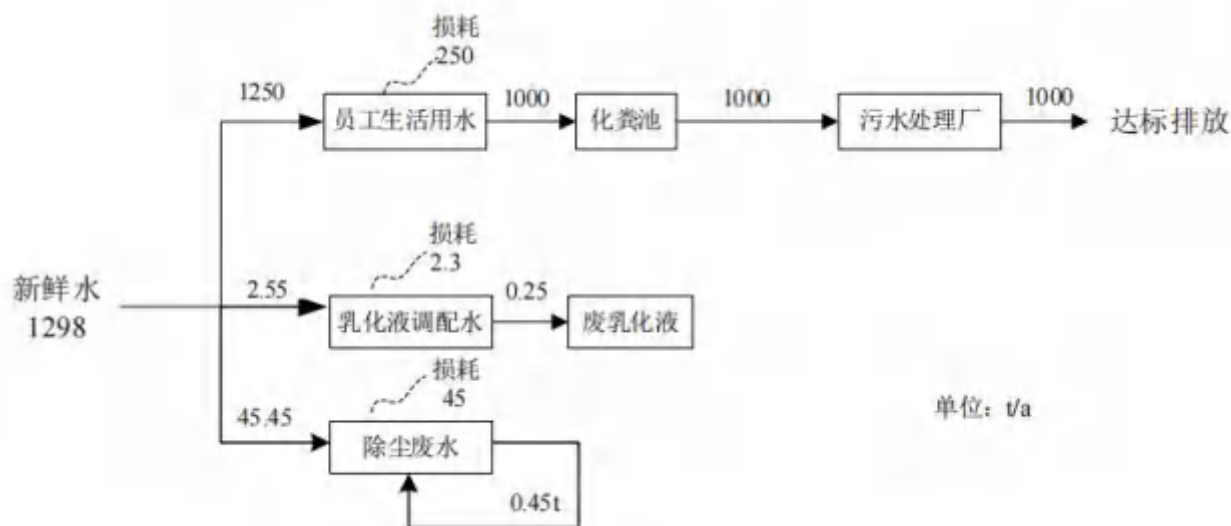 损耗
250
1250
员工生活用水
1000
化粪池
1000
污水处理厂
1000
达标排放
损耗
2.3
新鲜水
1298
2.55
乳化液调配水
0.25
废乳化液
损耗
45
45.45
除尘废水
0.45t
单位：t/a